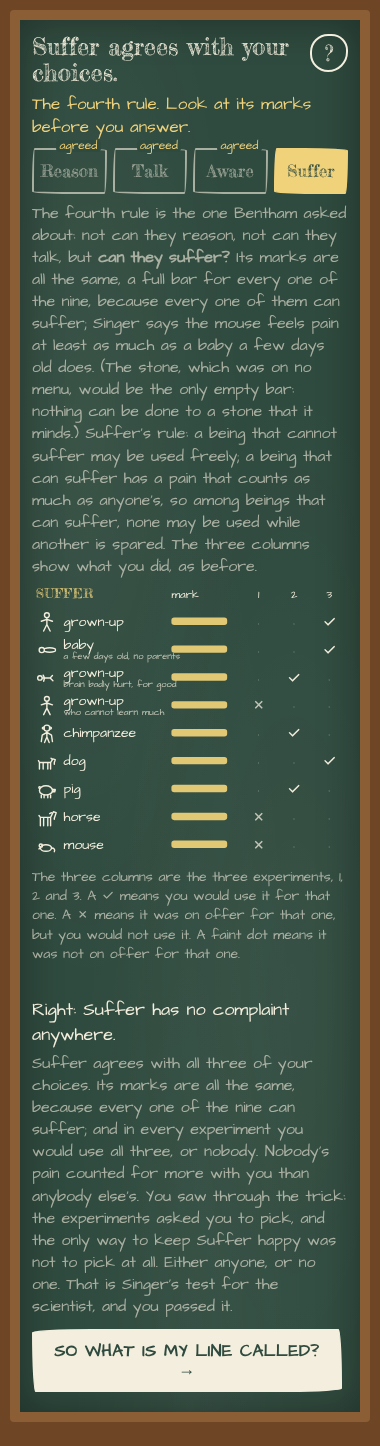 Suffer agrees with your
choices.
?
The fourth rule. Look at its marks
before you answer.
agreed agreed agreed
Reason Talk Aware Suffer
The fourth rule is the one Bentham asked
about: not can they reason, not can they
talk, but can they suffer? Its marks are
all the same, a full bar for every one of
the nine, because every one of them can
suffer; Singer says the mouse feels pain
at least as much as a baby a few days
old does. (The stone, which was on no
menu, would be the only empty bar:
nothing can be done to a stone that it
minds.) Suffer's rule: a being that cannot
suffer may be used freely; a being that
can suffer has a pain that counts as
much as anyone's, so among beings that
can suffer, none may be used while
another is spared. The three columns
show what you did, as before.
SUFFER mark 1 2 3
grown-up ✓
baby ✓
a few days old, no parents
grown-up ✓
brain badly hurt, for good
grown-up ×
who cannot learn much
chimpanzee ✓
dog ✓
pig ✓
horse ×
mouse ×
The three columns are the three experiments, 1,
2 and 3. A ✓ means you would use it for that
one. A × means it was on offer for that one,
but you would not use it. A faint dot means it
was not on offer for that one.
Right: Suffer has no complaint
anywhere.
Suffer agrees with all three of your
choices. Its marks are all the same,
because every one of the nine can
suffer; and in every experiment you
would use all three, or nobody. Nobody's
pain counted for more with you than
anybody else's. You saw through the trick:
the experiments asked you to pick, and
the only way to keep Suffer happy was
not to pick at all. Either anyone, or no
one. That is Singer's test for the
scientist, and you passed it.
SO WHAT IS MY LINE CALLED?
→